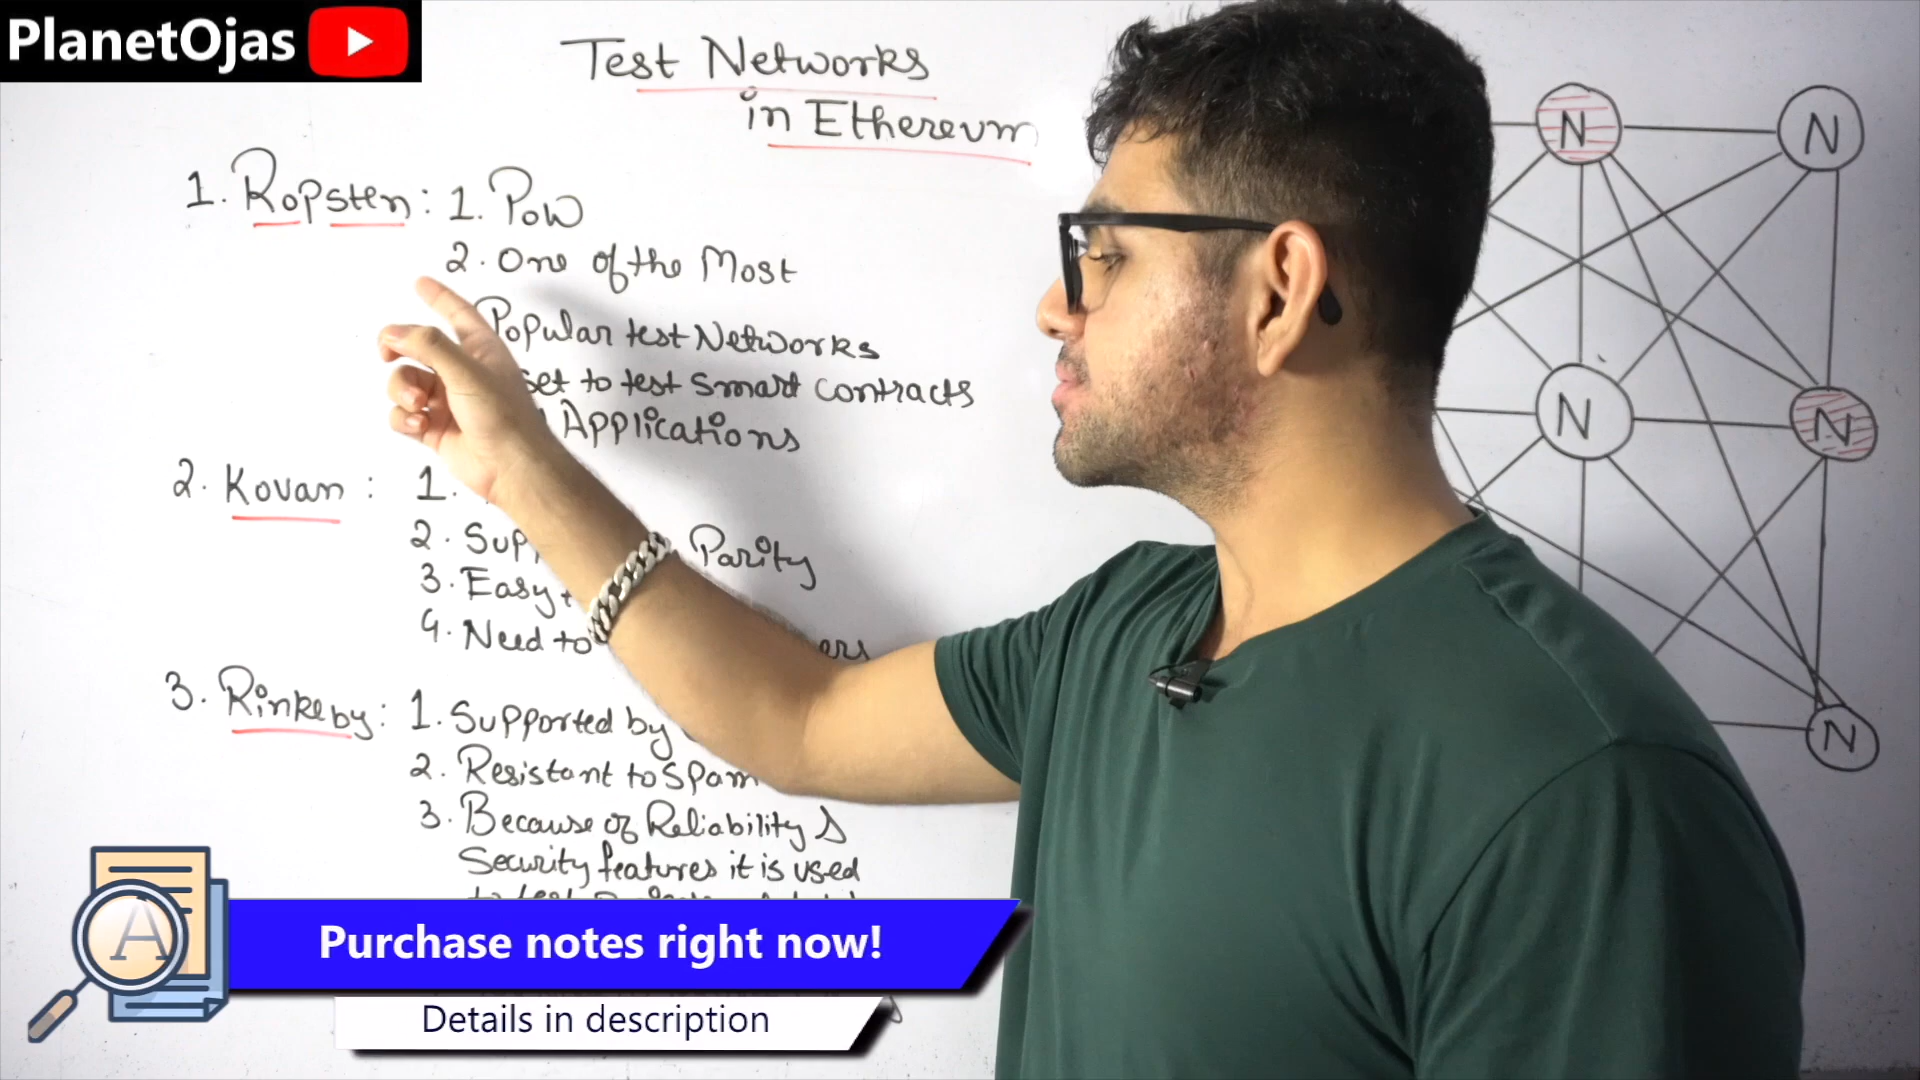 PlanetOjas
Test Networks
in Ethereum
1. Ropsten: 1. PoW
2. One of the Most
Popular test Networks
set to test smart contracts
Applications
2. Kovan: 1.
2. Parity
3. Easy
4. Need to
3. Rinkeby: 1. Supported by
2. Resistant to Spam
3. Because of Reliability &
Security features it is used
N
N
N
N
N
Purchase notes right now!
Details in description
A